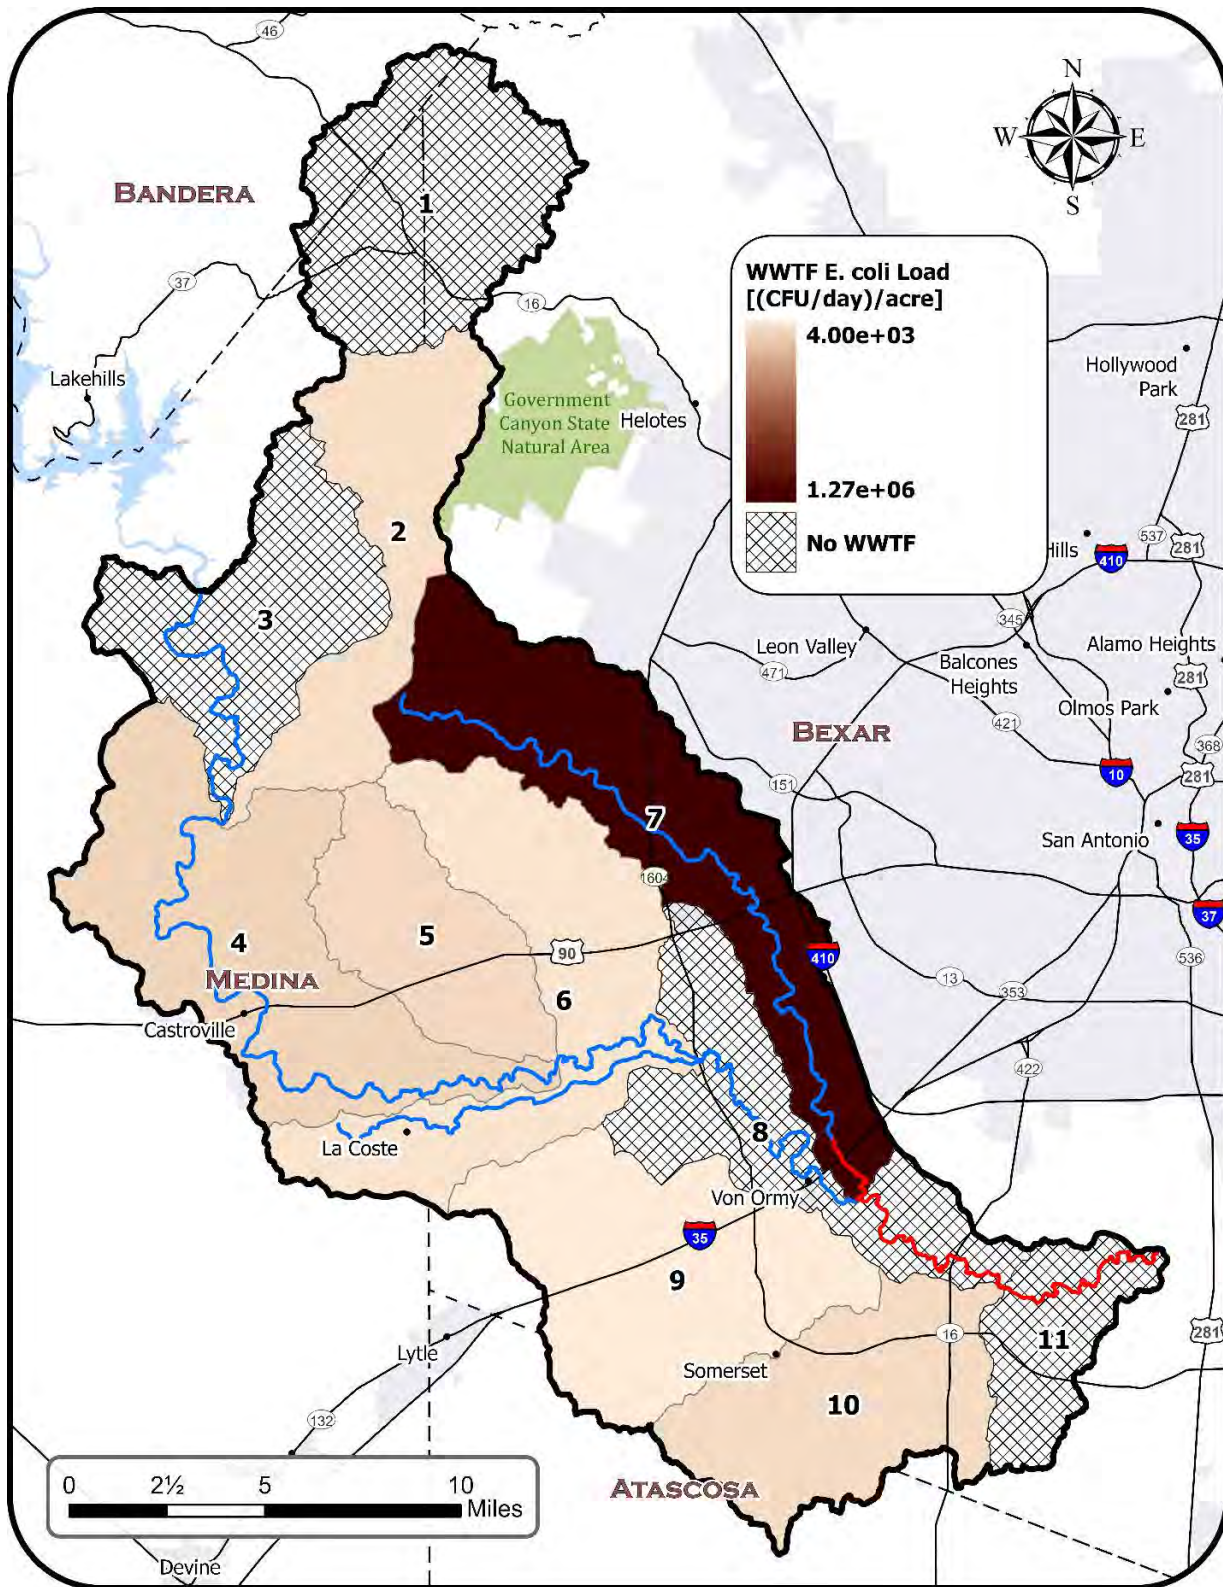 46
N
W
E
S
1
BANDERA
37
16
WWTF E. coli Load
[(CFU/day)/acre]
4.00e+03
1.27e+06
No WWTF
Lakehills
Government
Canyon State
Natural Area
Helotes
Hollywood
Park
281
2
537
281
Hills
410
3
345
Leon Valley
471
Balcones
Heights
Alamo Heights
281
Olmos Park
421
BEXAR
368
10
281
151
7
San Antonio
35
1604
37
4
5
90
410
536
MEDINA
13
353
6
Castroville
422
La Coste
8
Von Ormy
35
9
11
16
281
Lytle
Somerset
10
132
0
2½
5
10
Miles
ATASCOSA
Devine